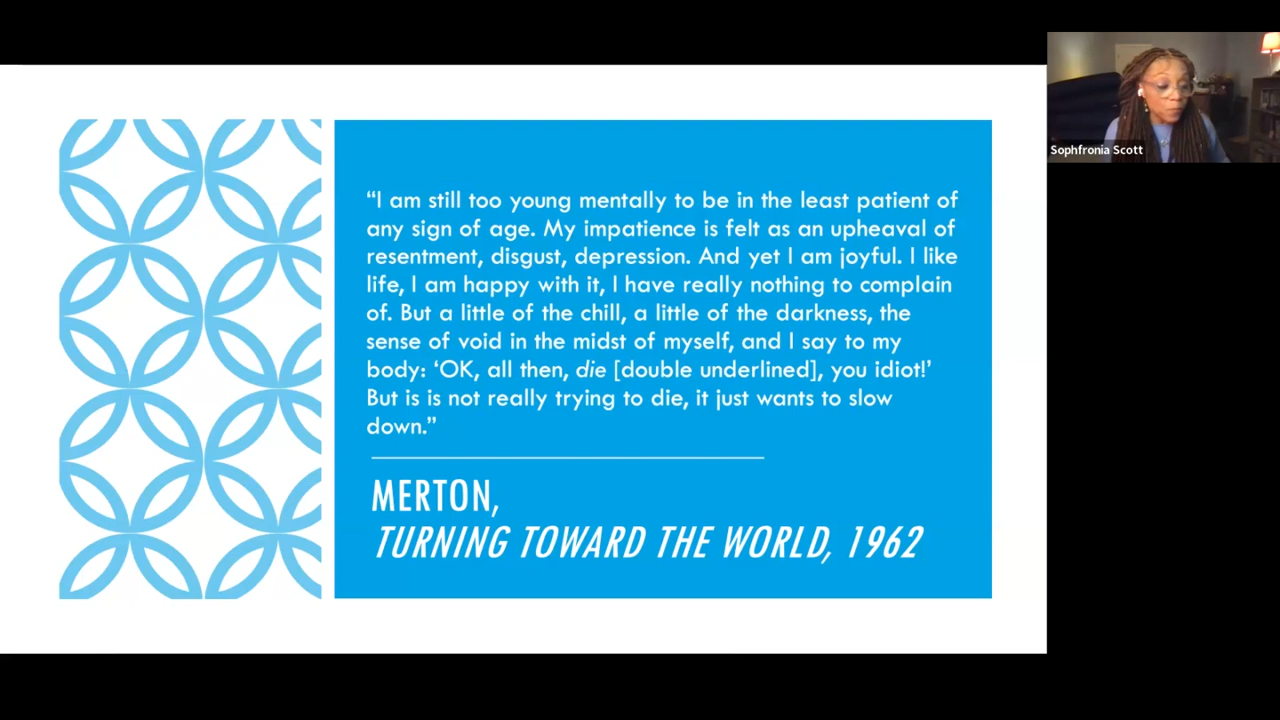 “I am still too young mentally to be in the least patient of
any sign of age. My impatience is felt as an upheaval of
resentment, disgust, depression. And yet I am joyful. I like
life, I am happy with it, I have really nothing to complain
of. But a little of the chill, a little of the darkness, the
sense of void in the midst of myself, and I say to my
body: ‘OK, all then, die [double underlined], you idiot!’
But is is not really trying to die, it just wants to slow
down.”
MERTON,
TURNING TOWARD THE WORLD, 1962
Sophfronia Scott